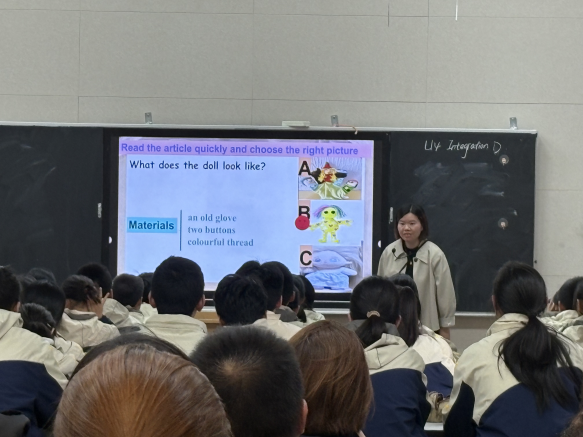 Read the article quickly and choose the right picture
What does the doll look like?
Materials
an old glove
two buttons
colourful thread
A
B
C
U4 Integration D